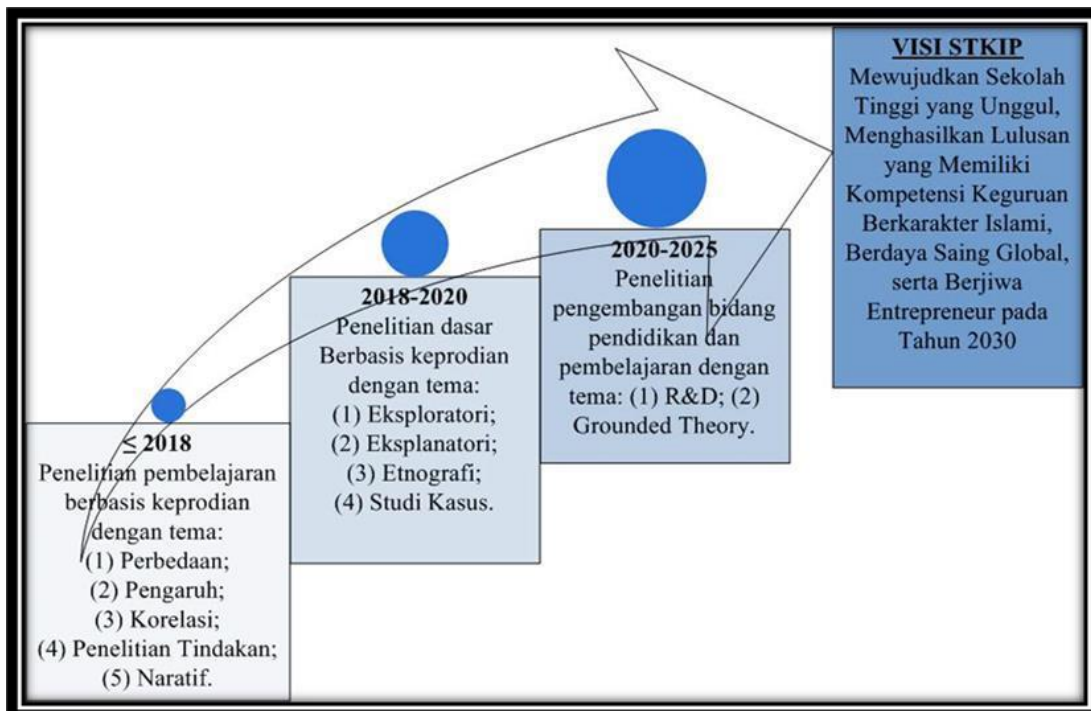 ≤ 2018
Penelitian pembelajaran
berbasis keprodian
dengan tema:
(1) Perbedaan;
(2) Pengaruh;
(3) Korelasi;
(4) Penelitian Tindakan;
(5) Naratif.
2018-2020
Penelitian dasar
Berbasis keprodian
dengan tema:
(1) Eksploratori;
(2) Eksplanatori;
(3) Etnografi;
(4) Studi Kasus.
2020-2025
Penelitian
pengembangan bidang
pendidikan dan
pembelajaran dengan
tema: (1) R&D; (2)
Grounded Theory.
VISI STKIP
Mewujudkan Sekolah
Tinggi yang Unggul,
Menghasilkan Lulusan
yang Memiliki
Kompetensi Keguruan
Berkarakter Islami,
Berdaya Saing Global,
serta Berjiwa
Entrepreneur pada
Tahun 2030